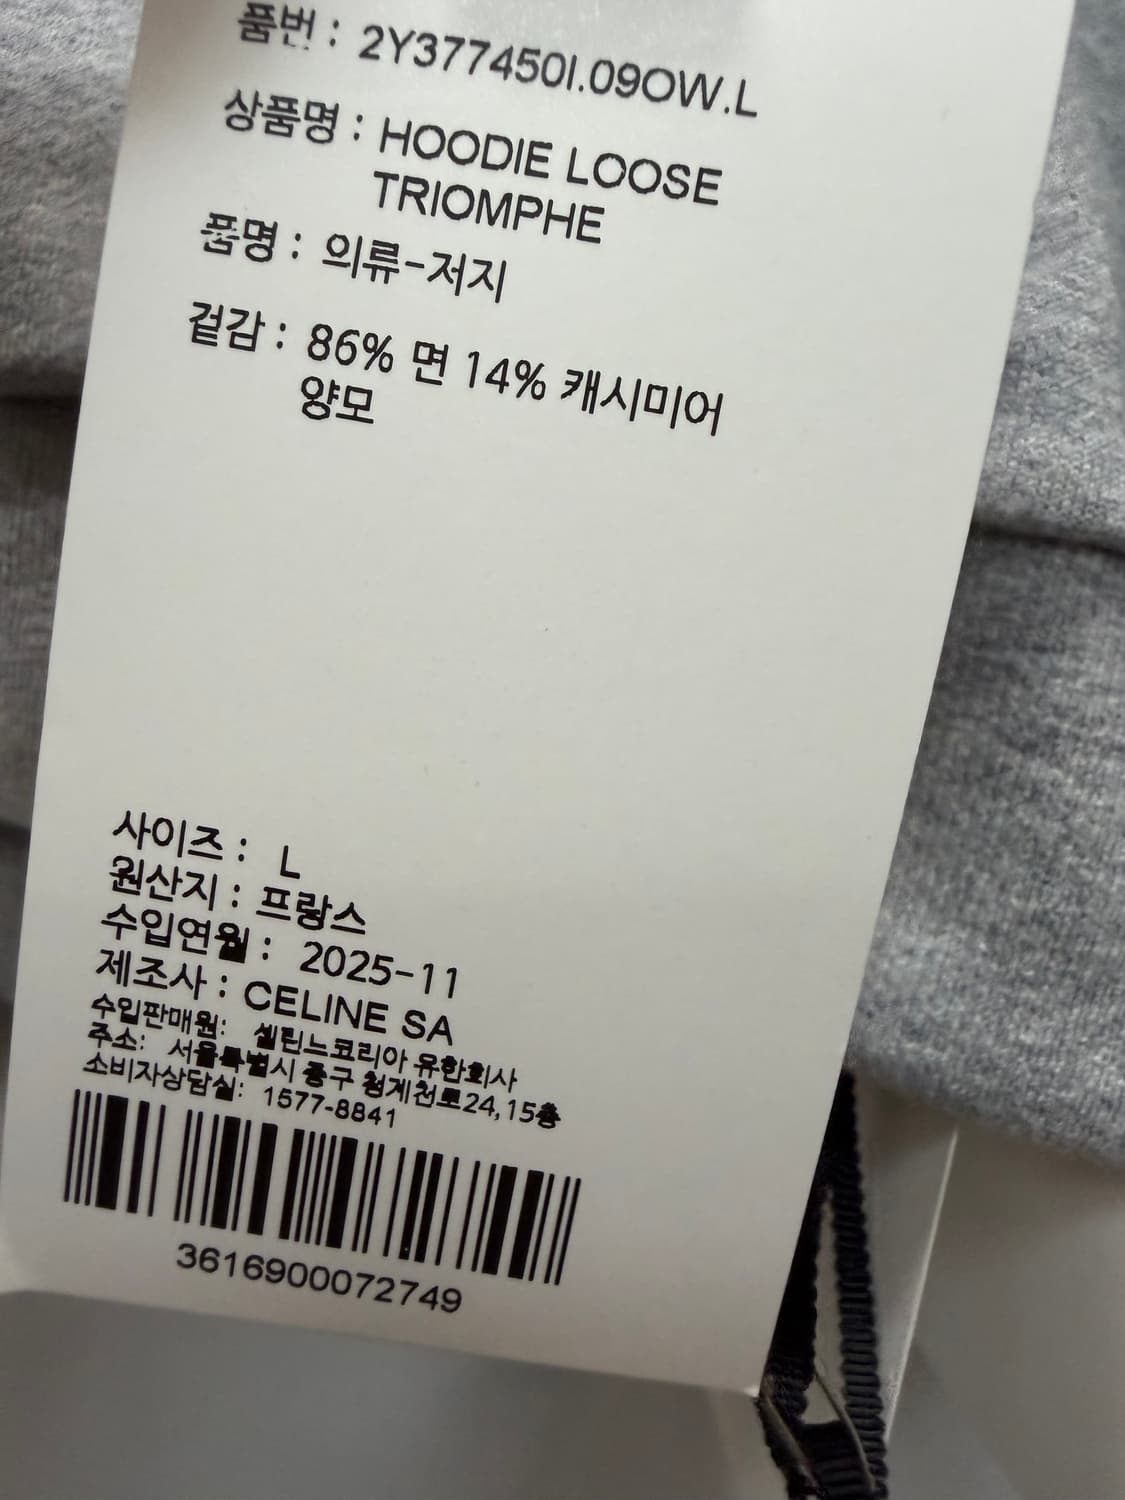 품번 : 2Y377450I.09OW.L
상품명 : HOODIE LOOSE
TRIOMPHE
품명 : 의류-저지
겉감 : 86% 면 14% 캐시미어
양모
사이즈 : L
원산지 : 프랑스
수입연월 : 2025-11
제조사 : CELINE SA
수입판매원: 셀린느코리아 유한회사
주소: 서울특별시 중구 청계천로24,15층
소비자상담실: 1577-8841
3616900072749